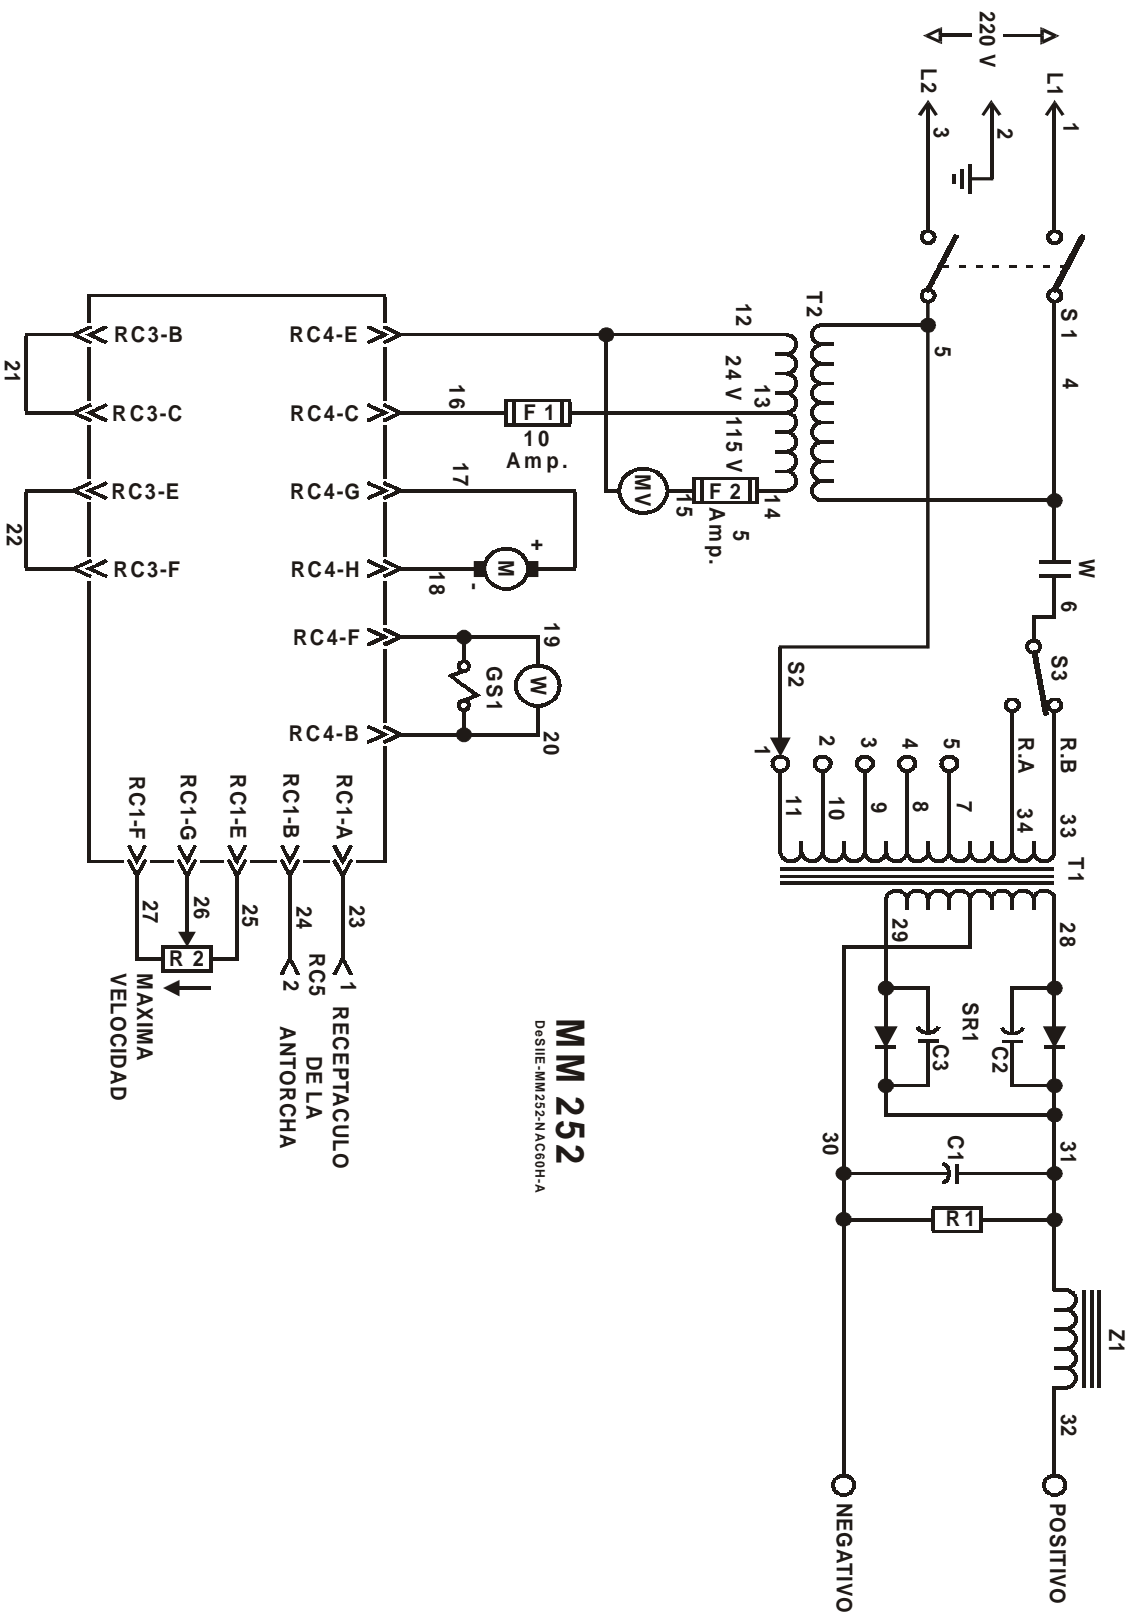 220 V
L1
L2
1
2
3
S1
4
5
T2
12
24 V
13
115 V
14
F 2
5
Amp.
15
MV
16
F 1
10
Amp.
17
+
M
-
18
19
W
GS1
20
W
6
S3
R.B
R.A
33
34
S2
1
2
3
4
5
11
10
9
8
7
T1
28
29
SR1
C2
C3
30
31
C1
R1
Z1
32
POSITIVO
NEGATIVO
RC3-B
RC3-C
RC3-E
RC3-F
21
22
RC4-E
RC4-C
RC4-G
RC4-H
RC4-F
RC4-B
RC1-A
RC1-B
RC1-E
RC1-G
RC1-F
23
24
25
26
27
R 2
MAXIMA
VELOCIDAD
1
RC5
2
RECEPTACULO
DE LA
ANTORCHA
MM 252
DeSIIE-MM252-NAC60H-A